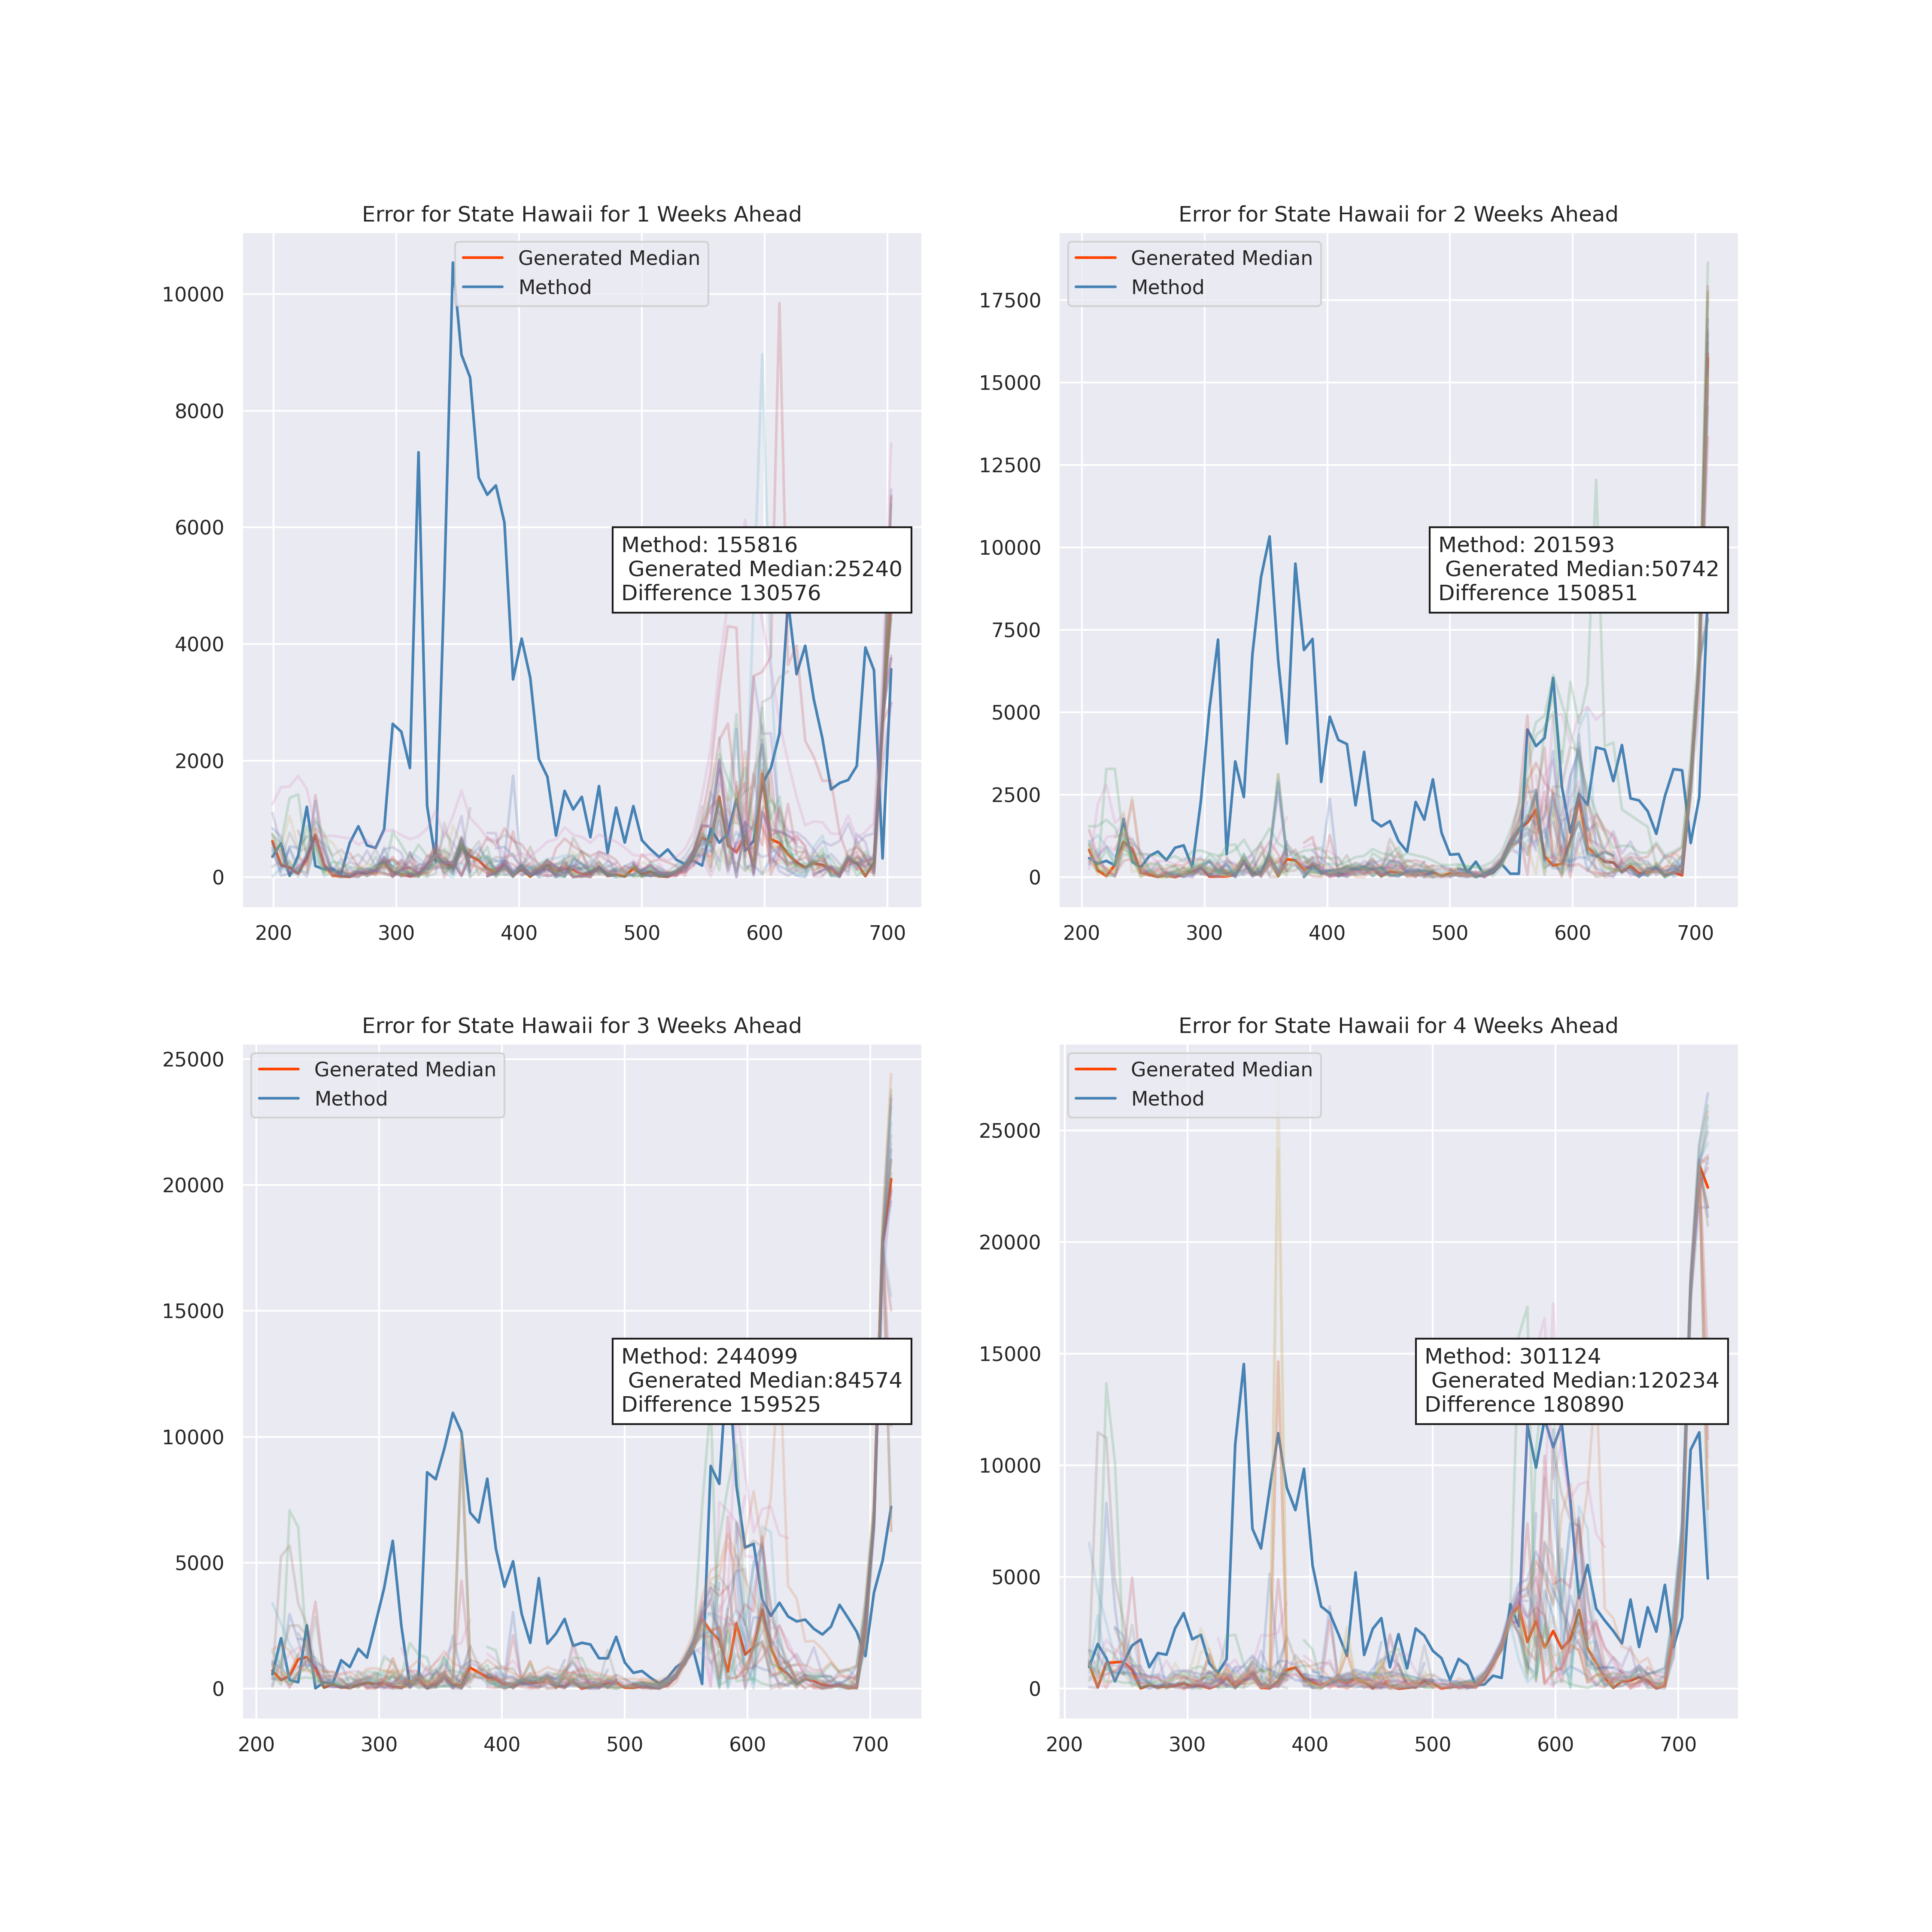 Error for State Hawaii for 1 Weeks Ahead
Generated Median
Method
10000
8000
6000
4000
2000
0
Method: 155816
Generated Median:25240
Difference 130576
200 300 400 500 600 700
Error for State Hawaii for 2 Weeks Ahead
Generated Median
Method
17500
15000
12500
10000
7500
5000
2500
0
Method: 201593
Generated Median:50742
Difference 150851
200 300 400 500 600 700
Error for State Hawaii for 3 Weeks Ahead
Generated Median
Method
25000
20000
15000
10000
5000
0
Method: 244099
Generated Median:84574
Difference 159525
200 300 400 500 600 700
Error for State Hawaii for 4 Weeks Ahead
Generated Median
Method
25000
20000
15000
10000
5000
0
Method: 301124
Generated Median:120234
Difference 180890
200 300 400 500 600 700